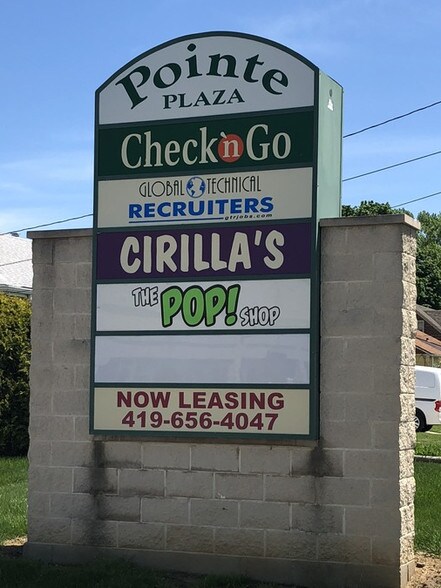 Pointe
PLAZA
Check 'n Go
GLOBAL TECHNICAL
RECRUITERS
gtrjobs.com
CIRILLA'S
THE POP! SHOP
NOW LEASING
419-656-4047